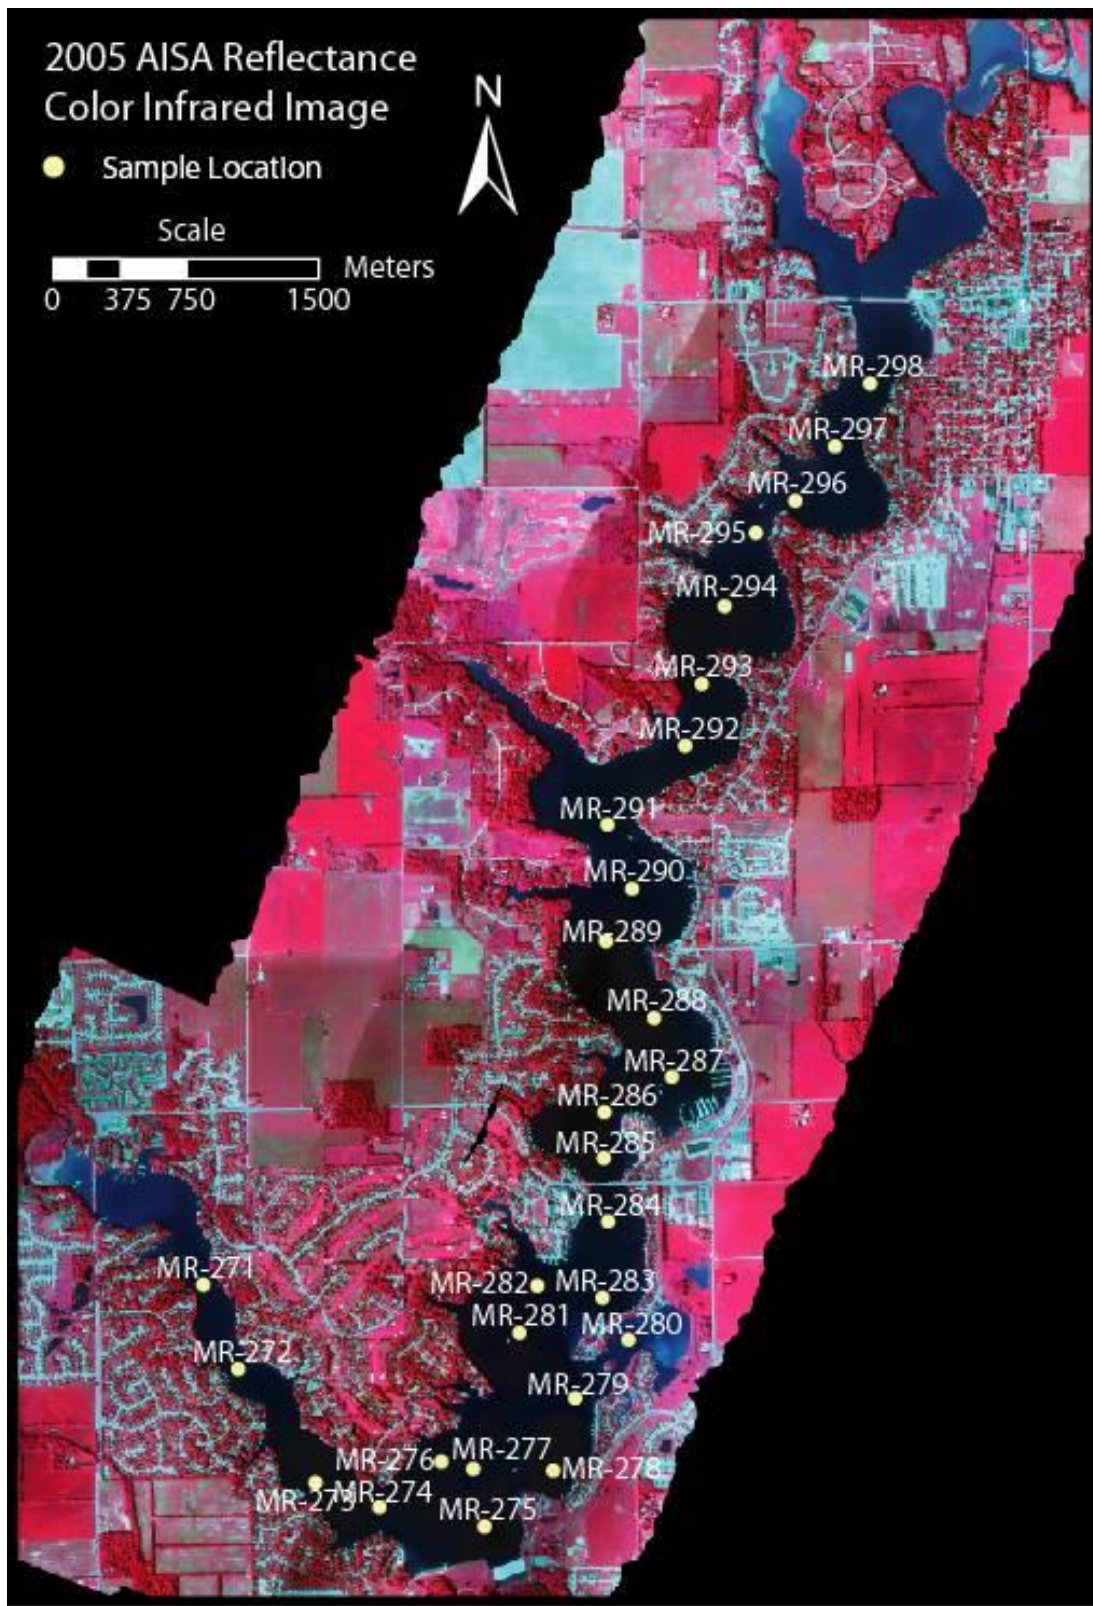 2005 AISA Reflectance
Color Infrared Image
N
Sample Location
Scale
Meters
0 375 750 1500
MR-298
MR-297
MR-296
MR-295
MR-294
MR-293
MR-292
MR-291
MR-290
MR-289
MR-288
MR-287
MR-286
MR-285
MR-284
MR-271
MR-282 MR-283
MR-281
MR-280
MR-272
MR-279
MR-276 MR-277
MR-278
MR-273
MR-274
MR-275